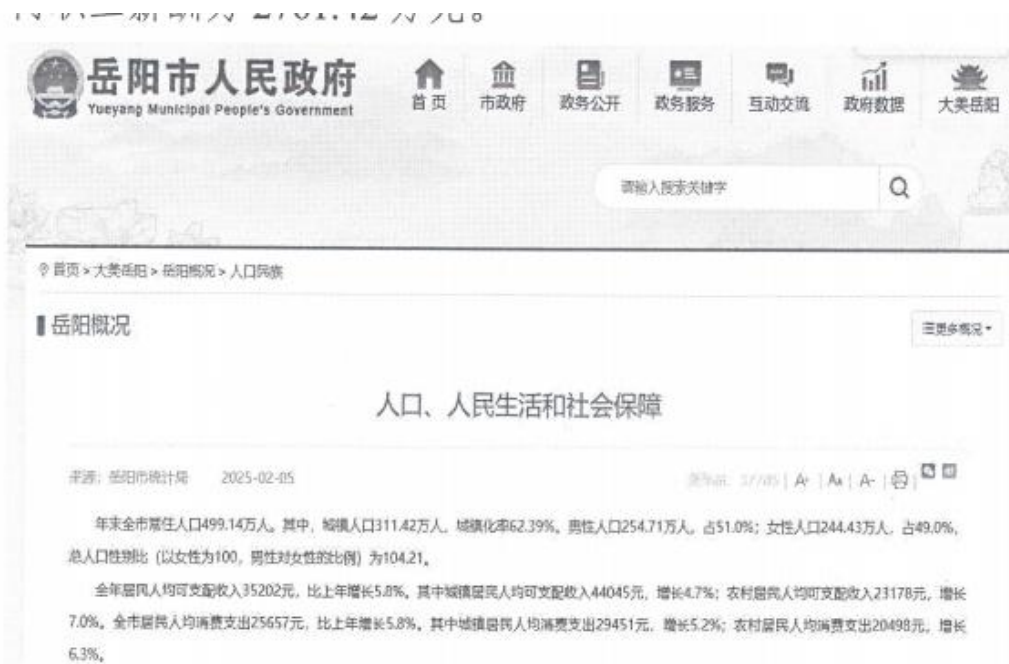 2761.42 万元。
岳阳市人民政府
Yueyang Municipal People's Government
首页 市政府 政务公开 政务服务 互动交流 政府数据 大美岳阳
请输入搜索关键字
首页 > 大美岳阳 > 岳阳概况 > 人口民族
岳阳概况
更多概况
人口、人民生活和社会保障
来源：岳阳市统计局 2025-02-05
A+ | A | A- |
年末全市常住人口499.14万人。其中，城镇人口311.42万人，城镇化率62.39%。男性人口254.71万人，占51.0%；女性人口244.43万人，占49.0%，
总人口性别比（以女性为100，男性对女性的比例）为104.21。
全年居民人均可支配收入35202元，比上年增长5.8%。其中城镇居民人均可支配收入44045元，增长4.7%；农村居民人均可支配收入23178元，增长
7.0%。全市居民人均消费支出25657元，比上年增长5.8%。其中城镇居民人均消费支出29451元，增长5.2%；农村居民人均消费支出20498元，增长
6.3%。